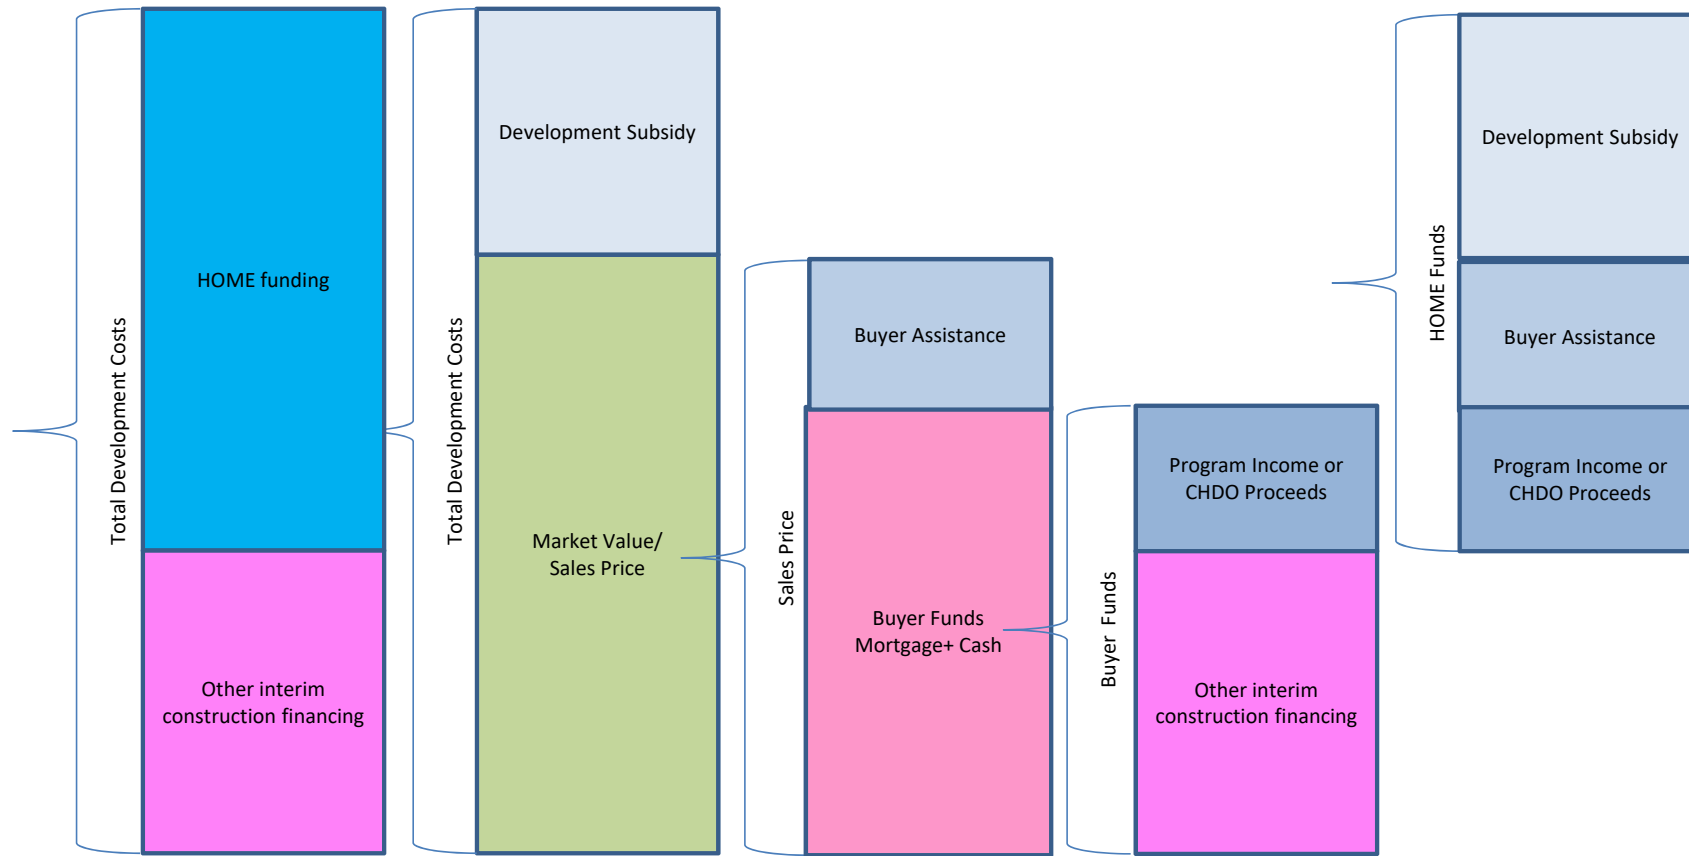 Total Development Costs
HOME funding
Other interim
construction financing
Total Development Costs
Development Subsidy
Market Value/
Sales Price
Sales Price
Buyer Assistance
Buyer Funds
Mortgage+ Cash
Buyer Funds
Program Income or
CHDO Proceeds
Other interim
construction financing
HOME Funds
Development Subsidy
Buyer Assistance
Program Income or
CHDO Proceeds